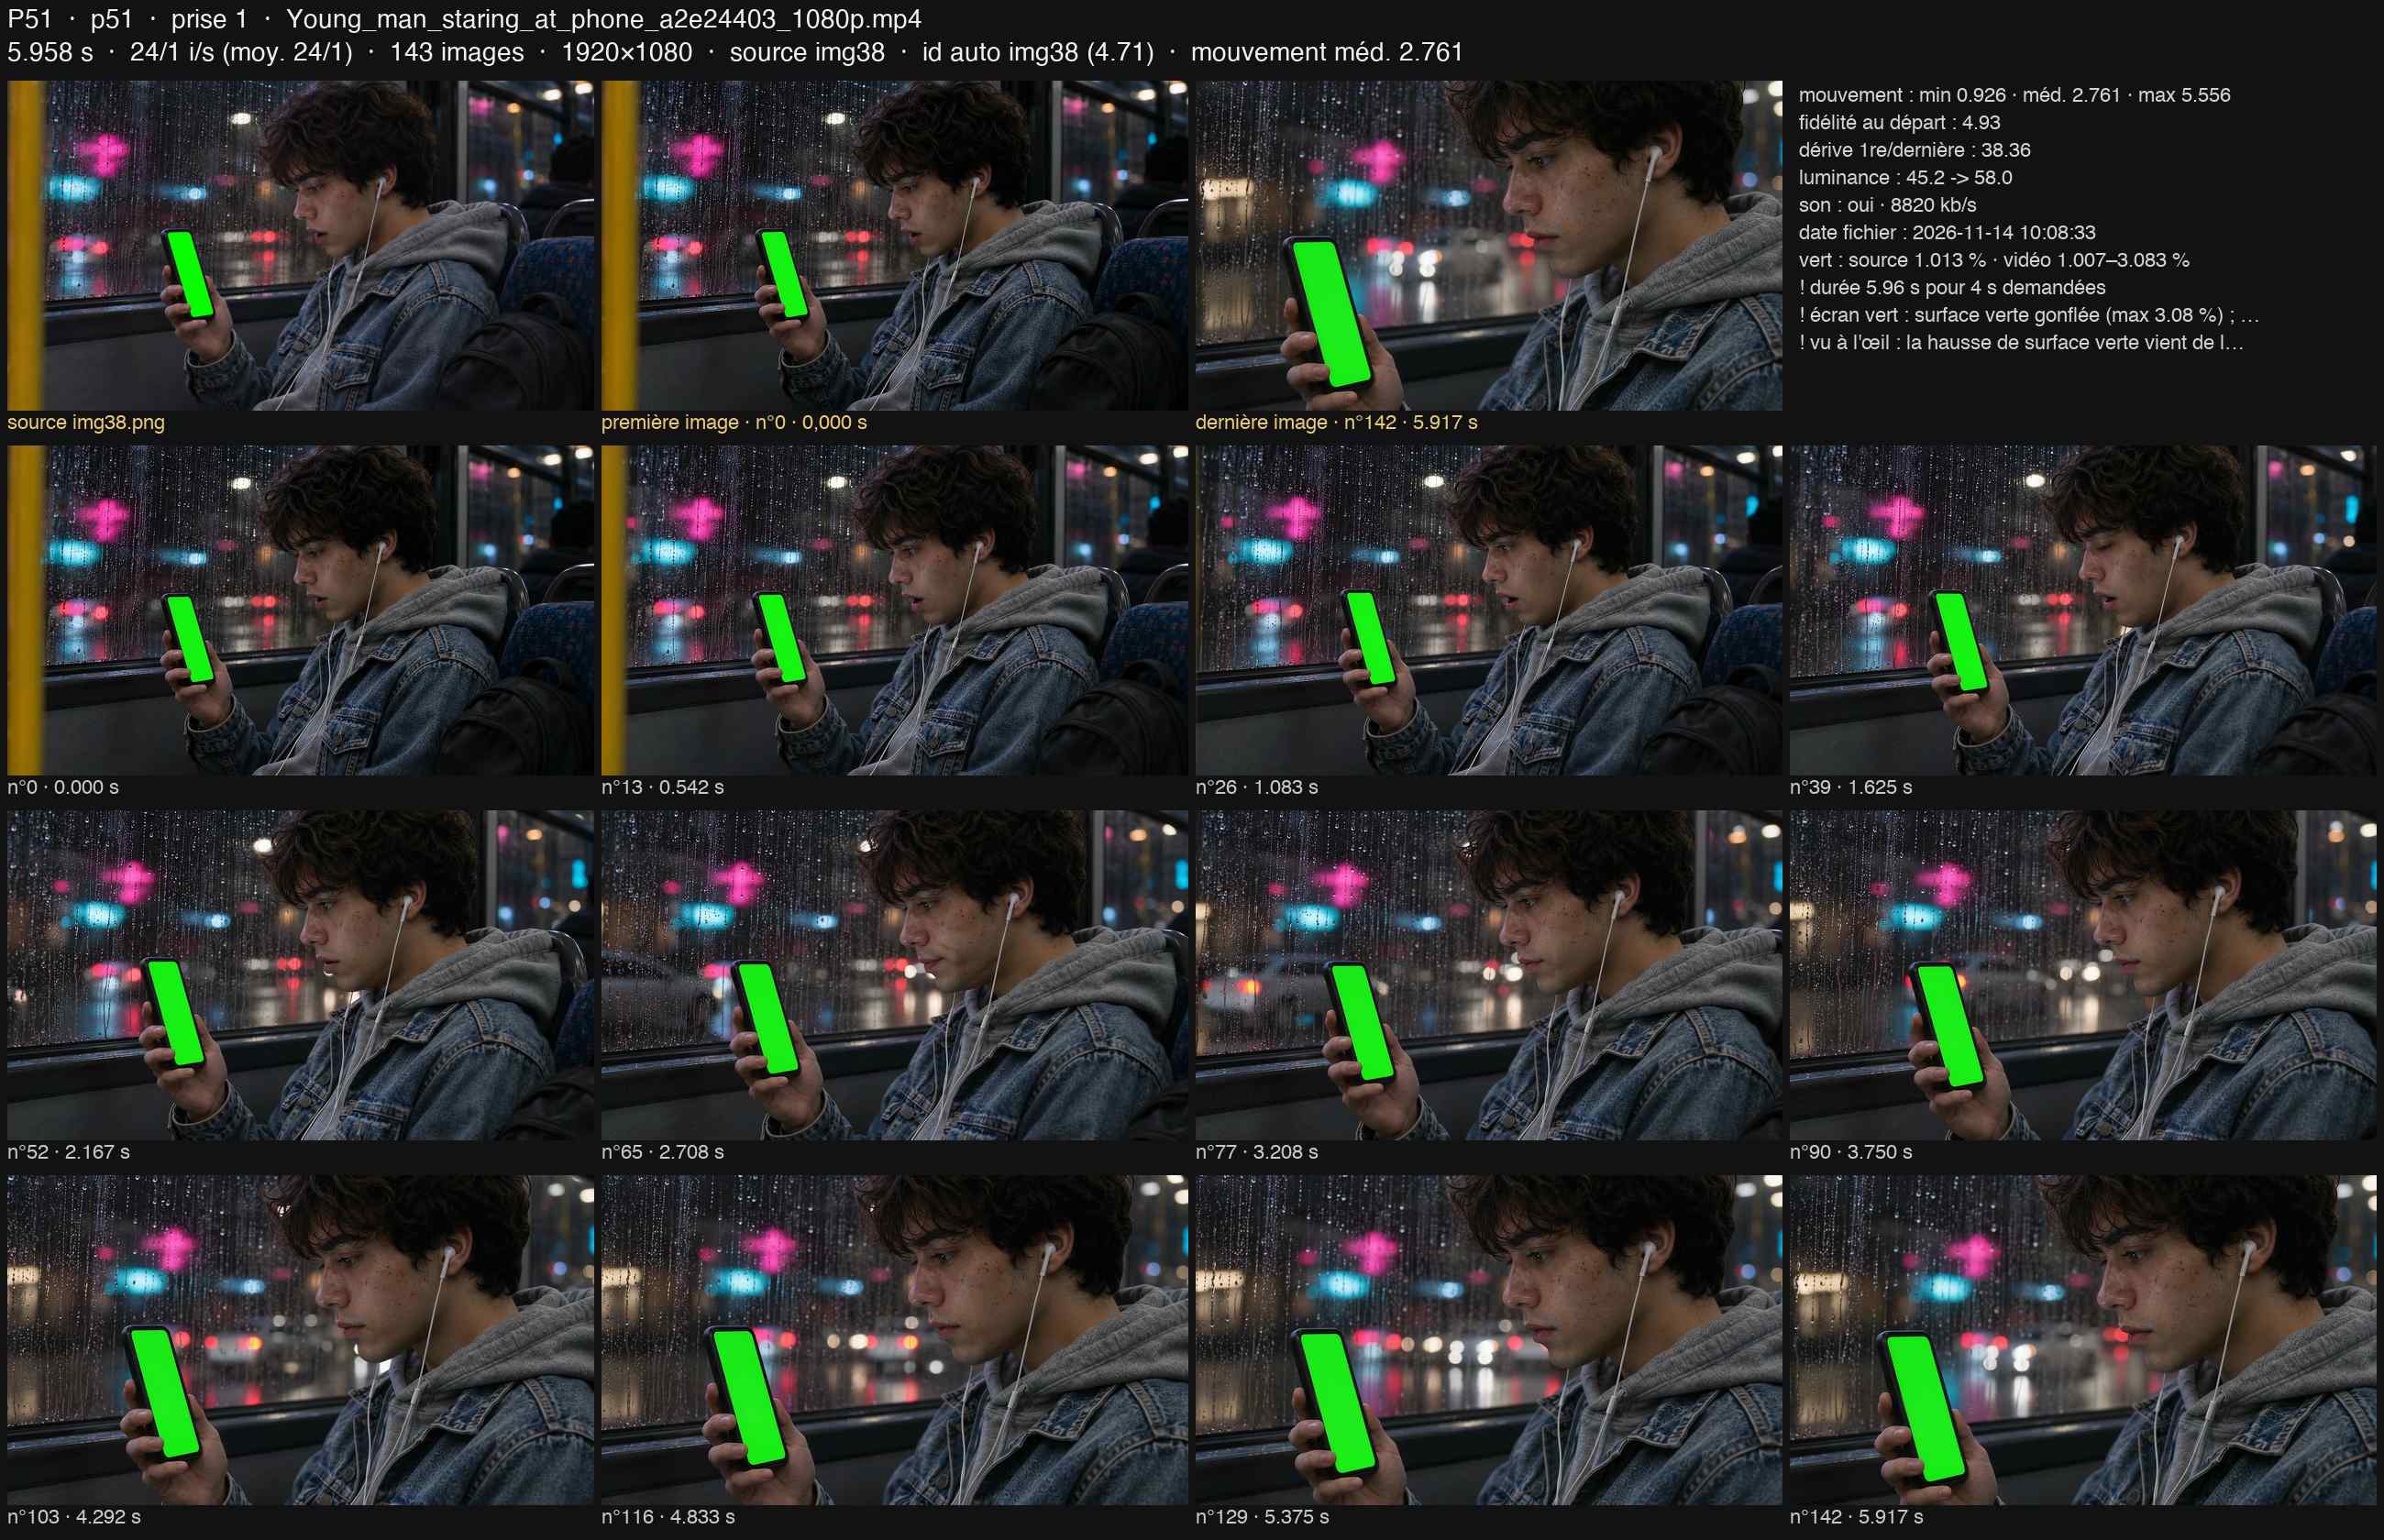 P51 · p51 · prise 1 · Young_man_staring_at_phone_a2e24403_1080p.mp4
5.958 s · 24/1 i/s (moy. 24/1) · 143 images · 1920×1080 · source img38 · id auto img38 (4.71) · mouvement méd. 2.761
mouvement : min 0.926 · méd. 2.761 · max 5.556
fidélité au départ : 4.93
dérive 1re/dernière : 38.36
luminance : 45.2 -> 58.0
son : oui · 8820 kb/s
date fichier : 2026-11-14 10:08:33
vert : source 1.013 % · vidéo 1.007–3.083 %
! durée 5.96 s pour 4 s demandées
! écran vert : surface verte gonflée (max 3.08 %) ; …
! vu à l'œil : la hausse de surface verte vient de l…
source img38.png
première image · n°0 · 0,000 s
dernière image · n°142 · 5.917 s
n°0 · 0.000 s
n°13 · 0.542 s
n°26 · 1.083 s
n°39 · 1.625 s
n°52 · 2.167 s
n°65 · 2.708 s
n°77 · 3.208 s
n°90 · 3.750 s
n°103 · 4.292 s
n°116 · 4.833 s
n°129 · 5.375 s
n°142 · 5.917 s